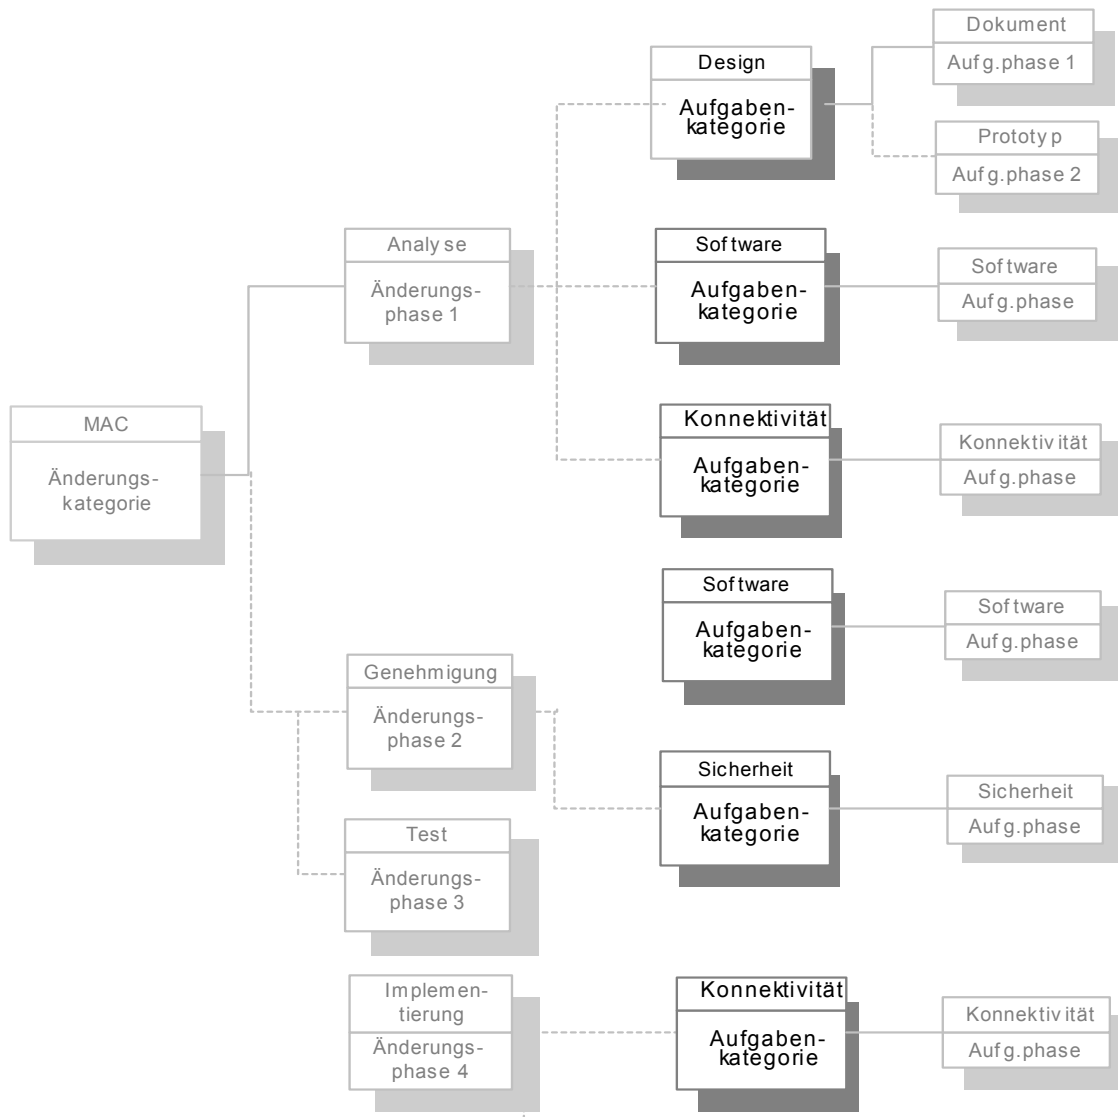 Dokument
Aufg.phase 1
Design
Aufgaben-
kategorie
Prototyp
Aufg.phase 2
Analyse
Änderungs-
phase 1
Software
Aufgaben-
kategorie
Software
Aufg.phase
MAC
Änderungs-
kategorie
Konnektivität
Aufgaben-
kategorie
Konnektivität
Aufg.phase
Software
Aufgaben-
kategorie
Software
Aufg.phase
Genehmigung
Änderungs-
phase 2
Sicherheit
Aufgaben-
kategorie
Sicherheit
Aufg.phase
Test
Änderungs-
phase 3
Implemen-
tierung
Änderungs-
phase 4
Konnektivität
Aufgaben-
kategorie
Konnektivität
Aufg.phase